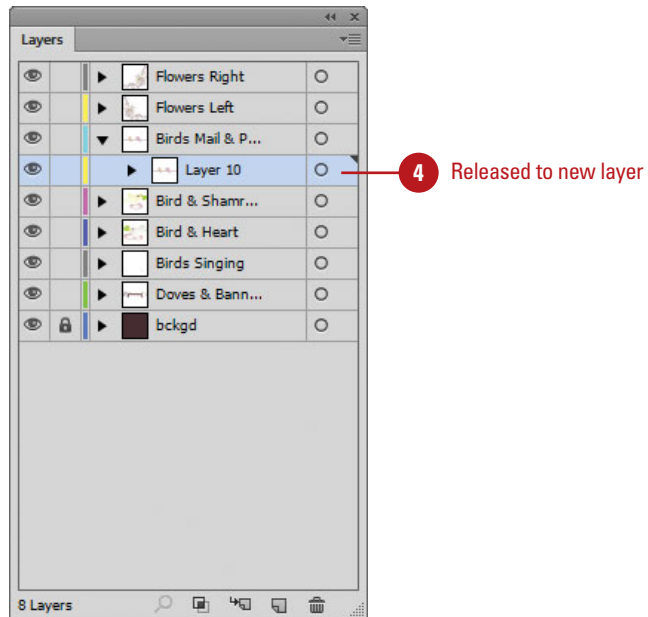 Layers
Flowers Right
Flowers Left
Birds Mail & P...
Layer 10
4 Released to new layer
Bird & Shamr...
Bird & Heart
Birds Singing
Doves & Bann...
bckgd
8 Layers